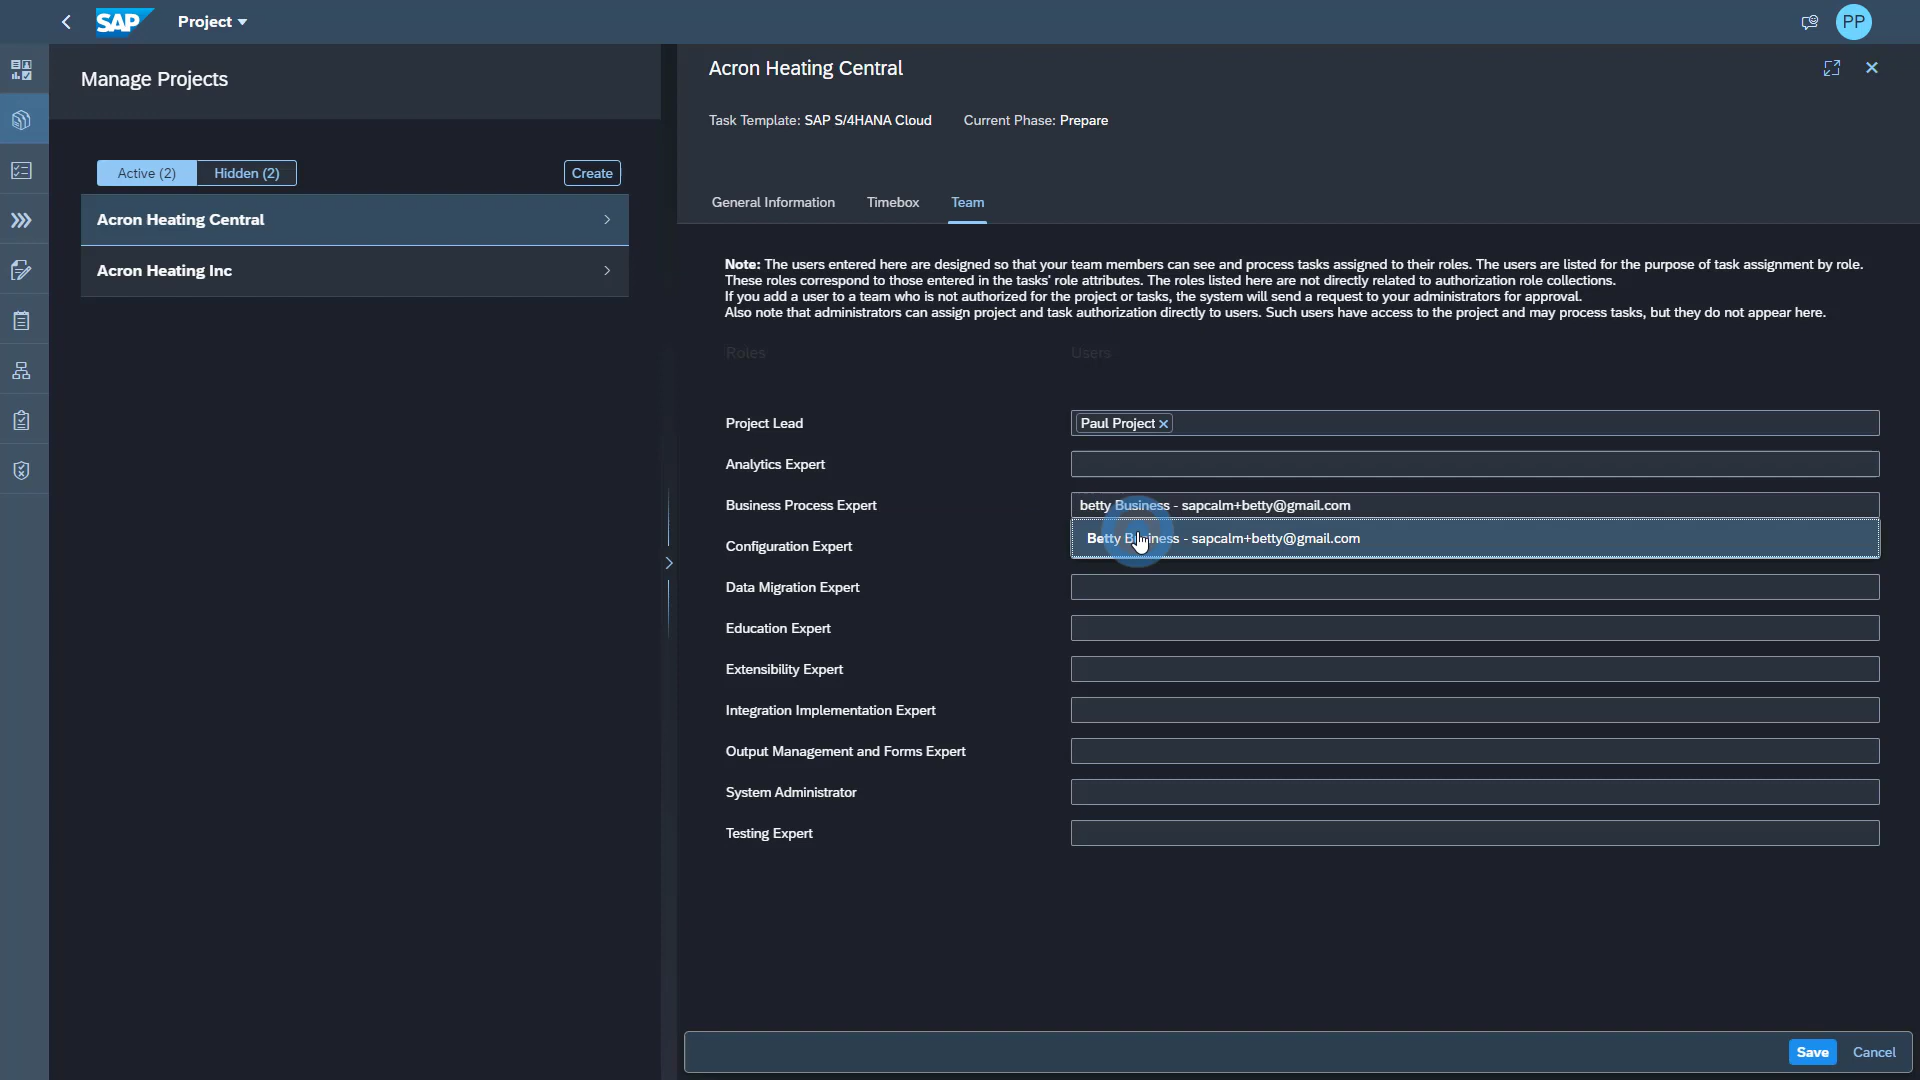 SAP
Project
PP
Manage Projects
Active (2)
Hidden (2)
Create
Acron Heating Central
Acron Heating Inc
Acron Heating Central
Task Template: SAP S/4HANA Cloud
Current Phase: Prepare
General Information
Timebox
Team
Note: The users entered here are designed so that your team members can see and process tasks assigned to their roles. The users are listed for the purpose of task assignment by role.
These roles correspond to those entered in the tasks' role attributes. The roles listed here are not directly related to authorization role collections.
If you add a user to a team who is not authorized for the project or tasks, the system will send a request to your administrators for approval.
Also note that administrators can assign project and task authorization directly to users. Such users have access to the project and may process tasks, but they do not appear here.
Roles
Users
Project Lead
Paul Project
Analytics Expert
Business Process Expert
betty Business - sapcalm+betty@gmail.com
Betty Business - sapcalm+betty@gmail.com
Configuration Expert
Data Migration Expert
Education Expert
Extensibility Expert
Integration Implementation Expert
Output Management and Forms Expert
System Administrator
Testing Expert
Save
Cancel